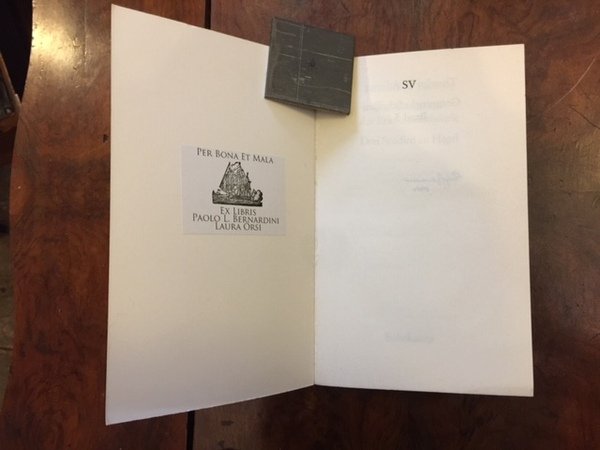 Per Bona Et Mala
Ex Libris
Paolo L. Bernardini
Laura Orsi
SV